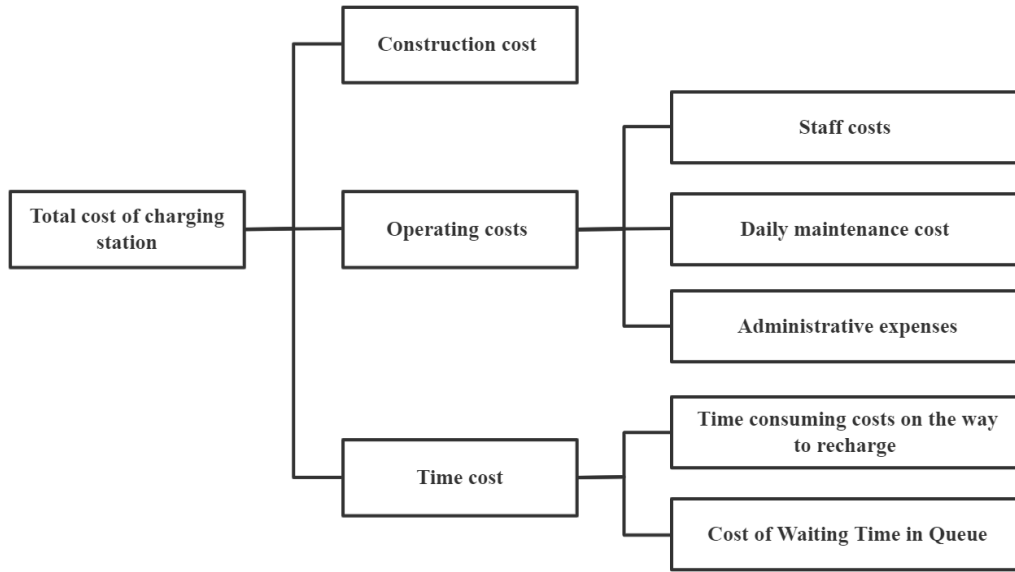 Construction cost
Staff costs
Total cost of charging
station
Operating costs
Daily maintenance cost
Administrative expenses
Time consuming costs on the way
to recharge
Time cost
Cost of Waiting Time in Queue